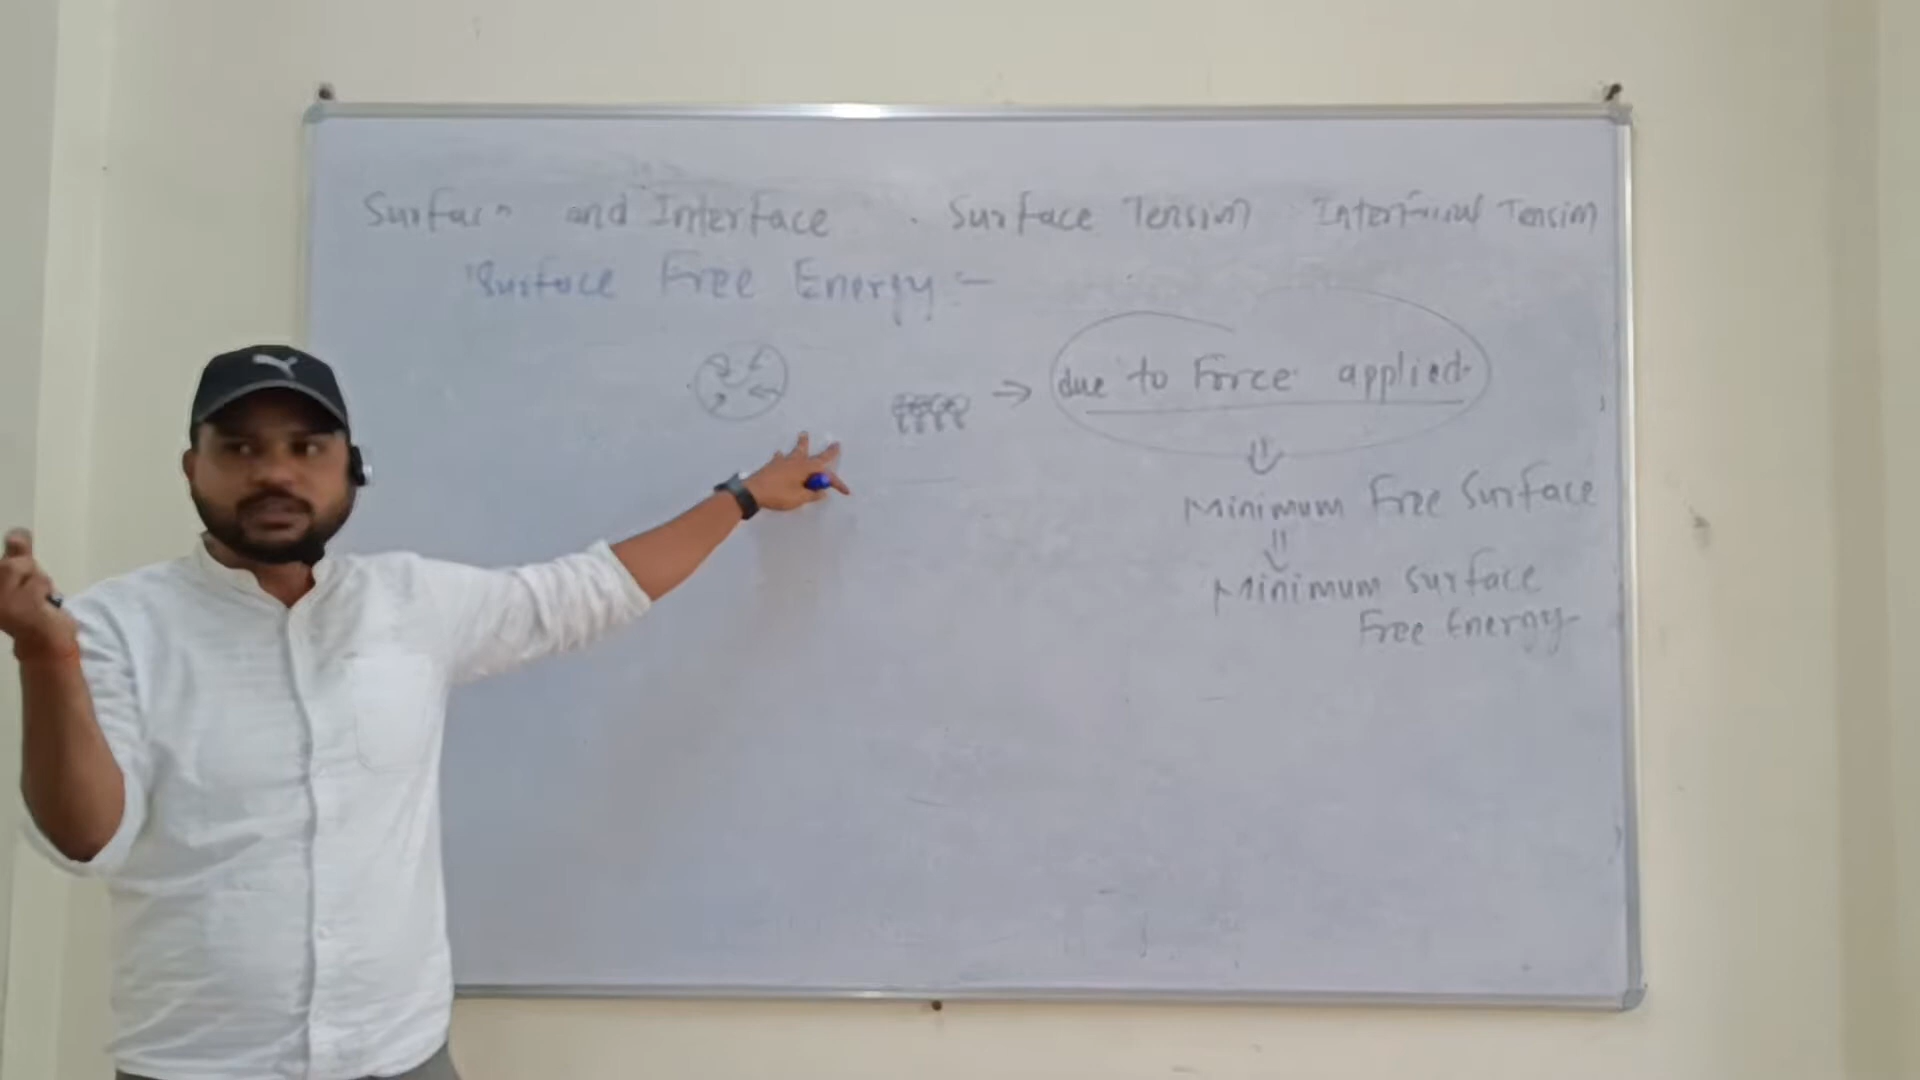 Surface and Interface . Surface Tension Interfacial Tension
Surface Free Energy :-
→ due to Force applied.
⇓
Minimum Free Surface
⇓
Minimum Surface
Free Energy